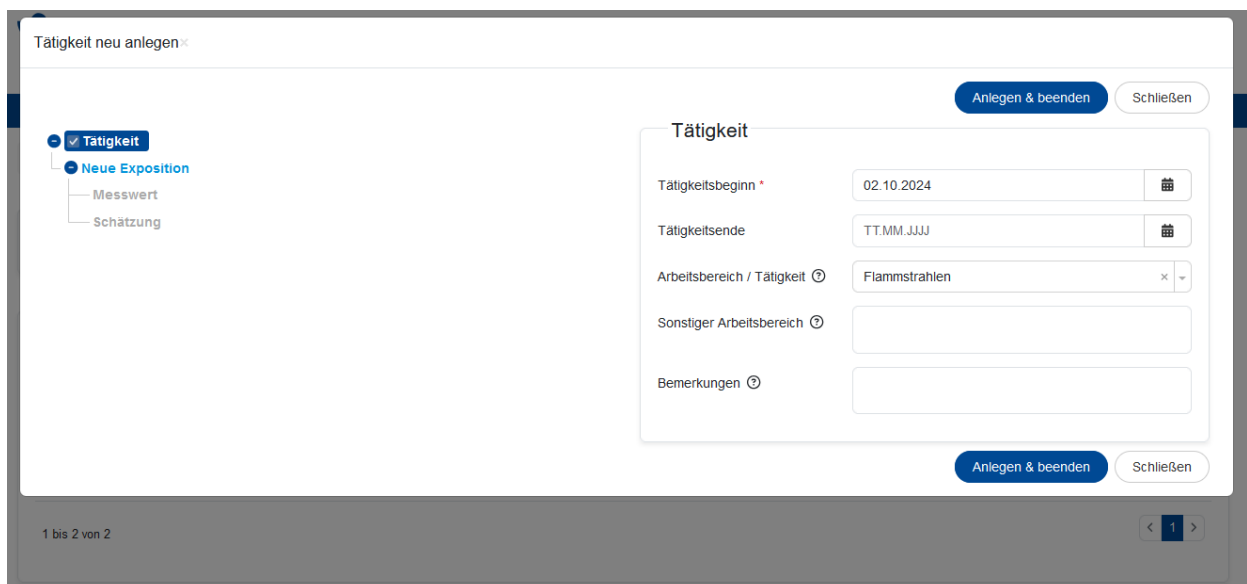 Tätigkeit neu anlegen×
Anlegen & beenden Schließen
Tätigkeit
Neue Exposition
Messwert
Schätzung
Tätigkeit
Tätigkeitsbeginn * 02.10.2024
Tätigkeitsende TT.MM.JJJJ
Arbeitsbereich / Tätigkeit ? Flammstrahlen ×
Sonstiger Arbeitsbereich ?
Bemerkungen ?
Anlegen & beenden Schließen
1 bis 2 von 2 < 1 >